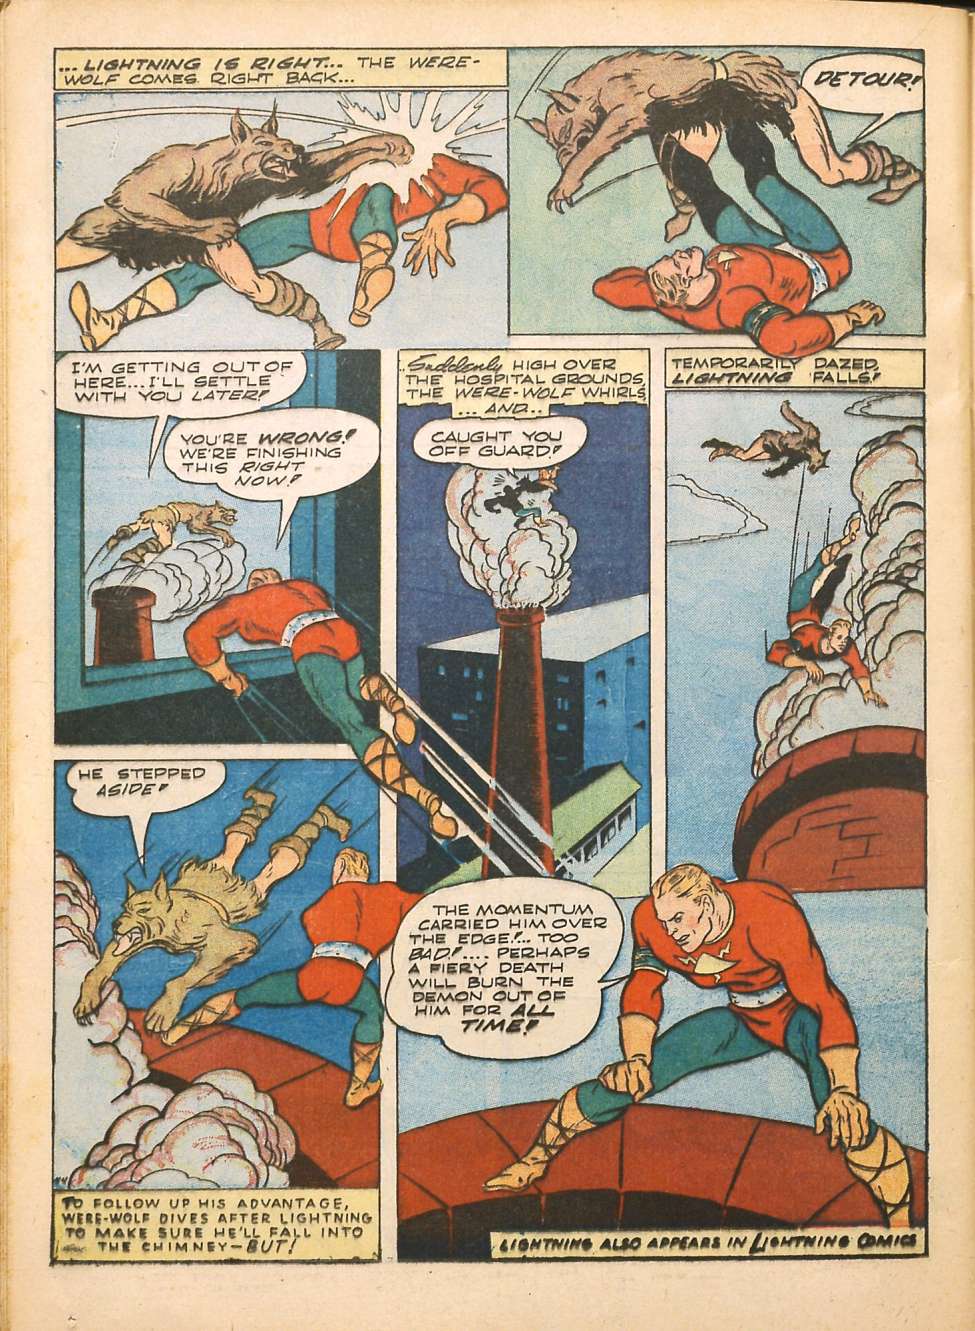 ...LIGHTNING IS RIGHT... THE WERE-
WOLF COMES RIGHT BACK...
DETOUR!
I'M GETTING OUT OF
HERE...I'LL SETTLE
WITH YOU LATER!
YOU'RE WRONG!
WE'RE FINISHING
THIS RIGHT
NOW!
..Suddenly HIGH OVER
THE HOSPITAL GROUNDS,
THE WERE-WOLF WHIRLS,
...AND...
CAUGHT YOU
OFF GUARD!
TEMPORARILY DAZED,
LIGHTNING FALLS!
HE STEPPED
ASIDE!
TO FOLLOW UP HIS ADVANTAGE,
WERE-WOLF DIVES AFTER LIGHTNING
TO MAKE SURE HE'LL FALL INTO
THE CHIMNEY—BUT!
THE MOMENTUM
CARRIED HIM OVER
THE EDGE!... TOO
BAD!.... PERHAPS
A FIERY DEATH
WILL BURN THE
DEMON OUT OF
HIM FOR ALL
TIME!
LIGHTNING ALSO APPEARS IN LIGHTNING COMICS